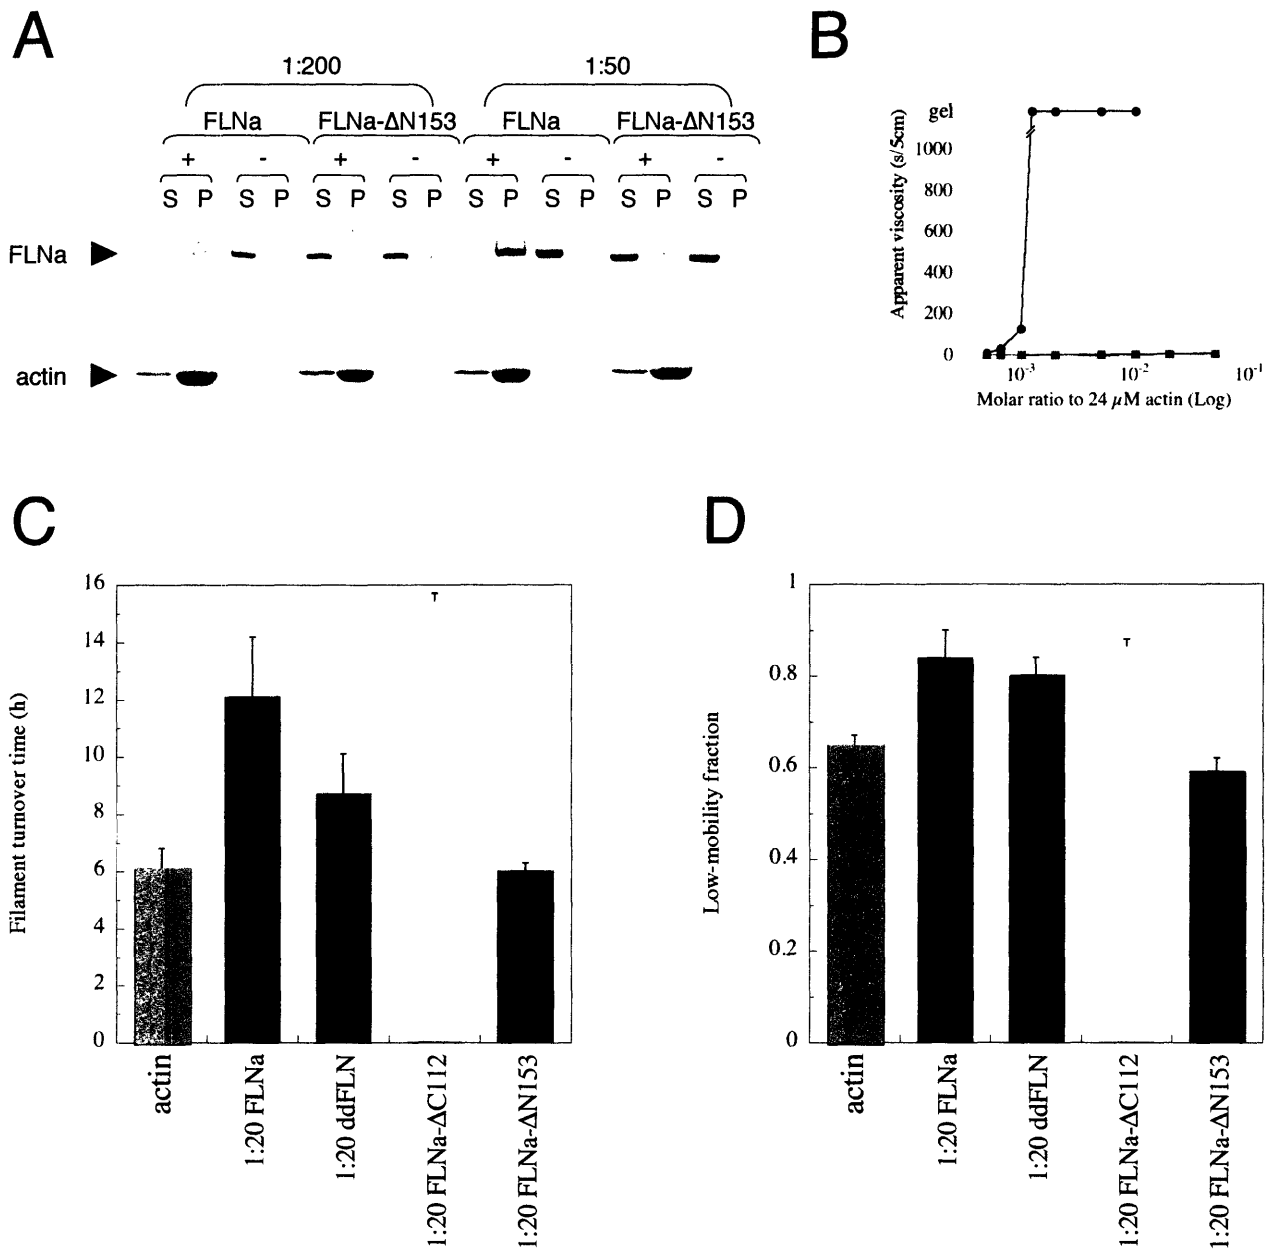 A
1:200 1:50
FLNa FLNa-ΔN153 FLNa FLNa-ΔN153
+ - + - + - + -
S P S P S P S P S P S P S P S P
FLNa
actin
B
Apparent viscosity (s/5cm)
gel
1000
800
600
400
200
0
10⁻³ 10⁻² 10⁻¹
Molar ratio to 24 μM actin (Log)
C
Filament turnover time (h)
16
14
12
10
8
6
4
2
0
actin
1:20 FLNa
1:20 ddFLN
1:20 FLNa-ΔC112
1:20 FLNa-ΔN153
D
Low-mobility fraction
1
0.8
0.6
0.4
0.2
0
actin
1:20 FLNa
1:20 ddFLN
1:20 FLNa-ΔC112
1:20 FLNa-ΔN153